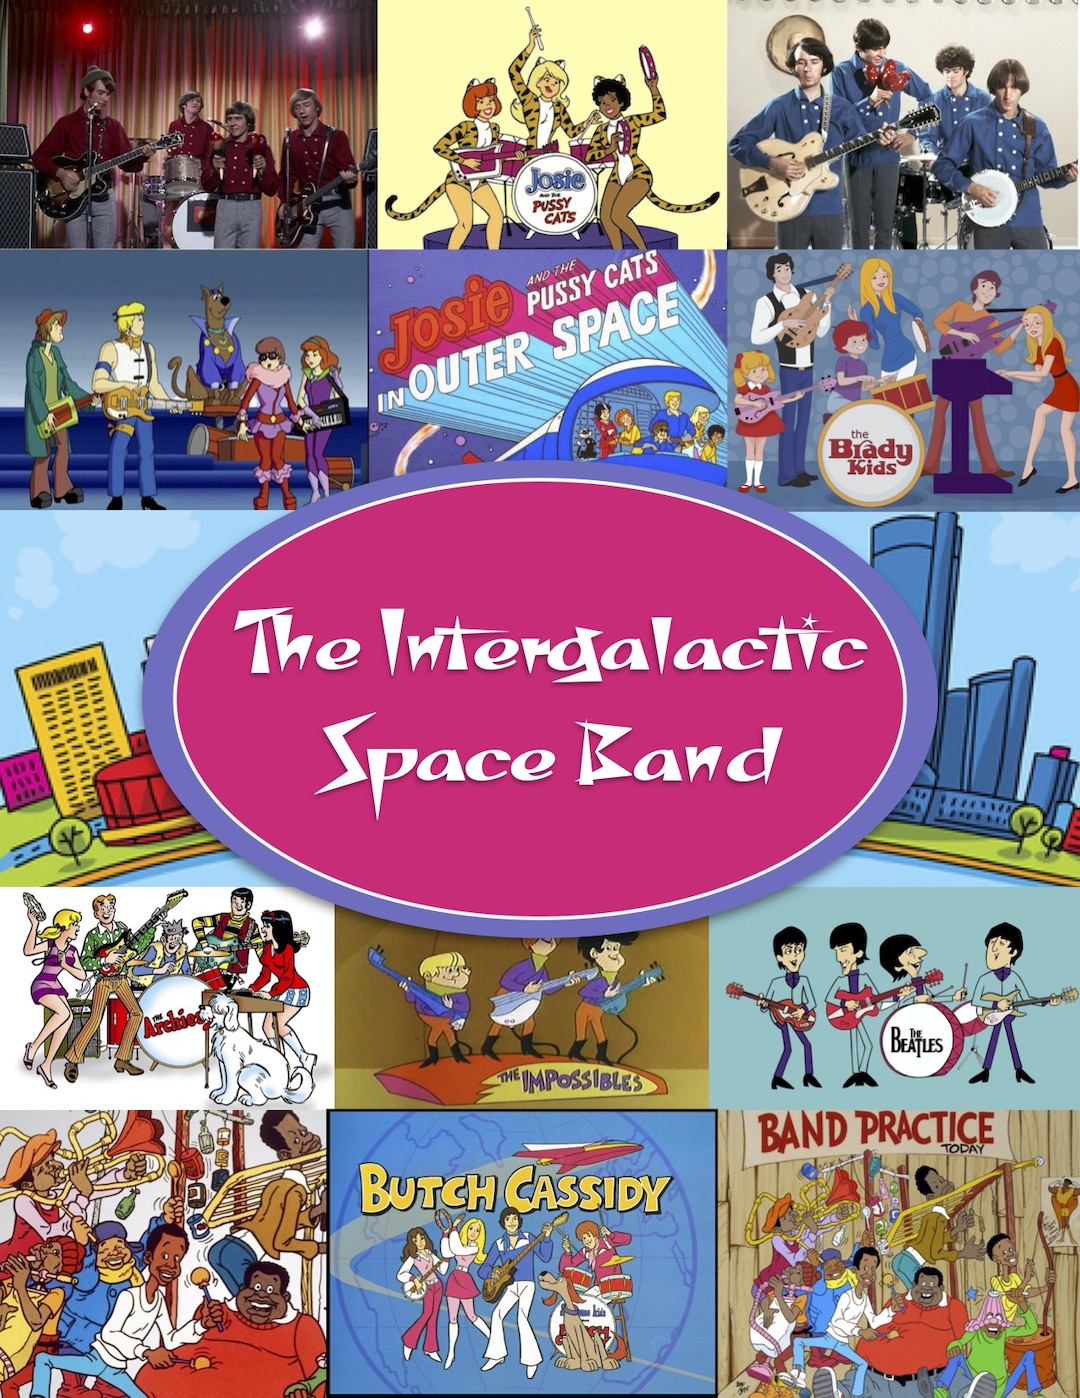 Josie
AND THE
PUSSY
CATS
Josie
AND THE
PUSSY CATS
IN OUTER SPACE
the
Brady
Kids
The Intergalactic
Space Band
THE
Archies
THE IMPOSSIBLES
THE
BEATLES
BUTCH CASSIDY
BAND PRACTICE
TODAY